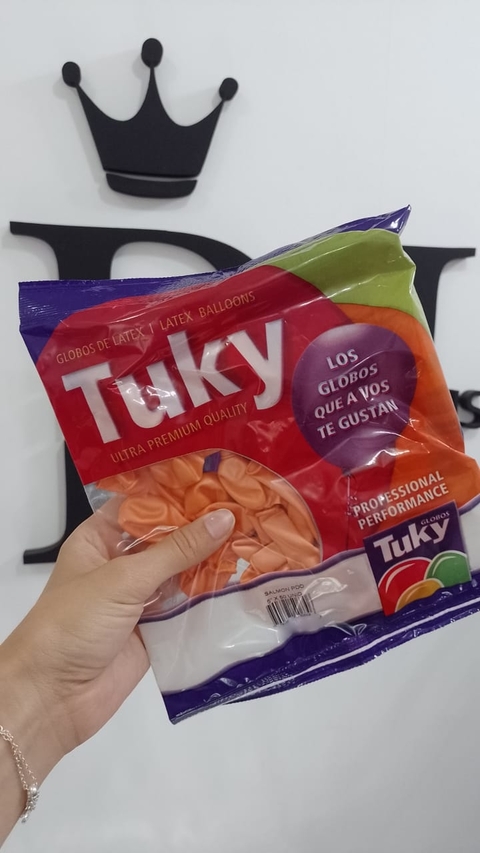 GLOBOS DE LATEX | LATEX BALLOONS
Tuky
ULTRA PREMIUM QUALITY
LOS
GLOBOS
QUE A VOS
TE GUSTAN
PROFESSIONAL
PERFORMANCE
GLOBOS
Tuky
SALMON